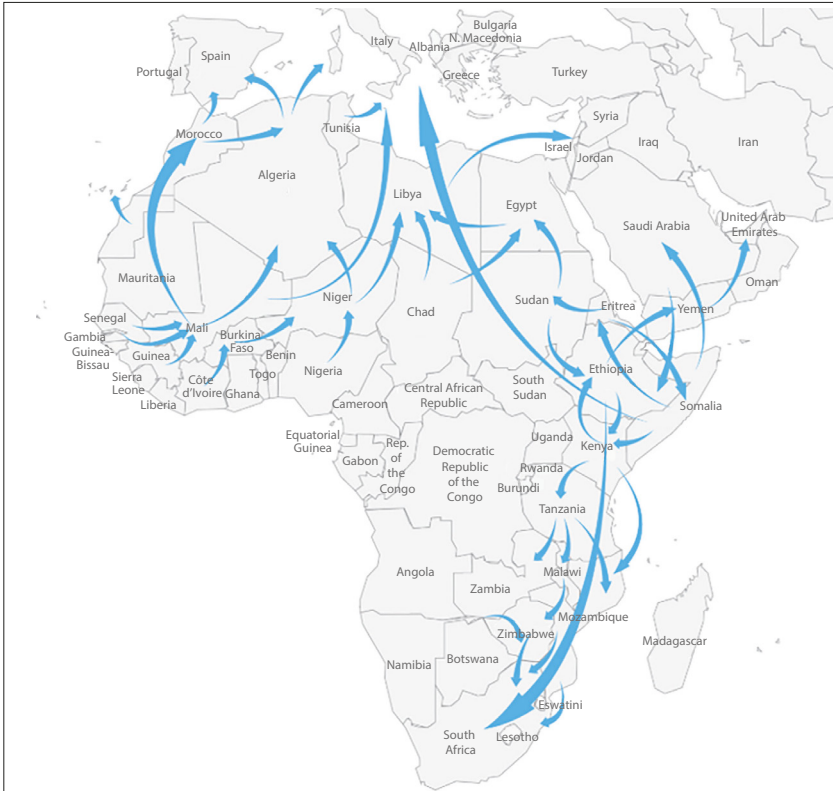 Bulgaria
Italy
Albania
N. Macedonia
Spain
Portugal
Greece
Turkey
Syria
Iraq
Iran
Israel
Jordan
Tunisia
Morocco
Algeria
Libya
Egypt
Saudi Arabia
United Arab
Emirates
Oman
Yemen
Mauritania
Senegal
Gambia
Guinea-
Bissau
Guinea
Sierra
Leone
Liberia
Mali
Burkina
Faso
Côte
d’Ivoire
Ghana
Togo
Benin
Niger
Nigeria
Chad
Sudan
Eritrea
Ethiopia
Somalia
South
Sudan
Central African
Republic
Cameroon
Equatorial
Guinea
Gabon
Rep.
of
the
Congo
Democratic
Republic
of the
Congo
Uganda
Kenya
Rwanda
Burundi
Tanzania
Angola
Zambia
Malawi
Mozambique
Zimbabwe
Madagascar
Namibia
Botswana
Eswatini
South
Africa
Lesotho